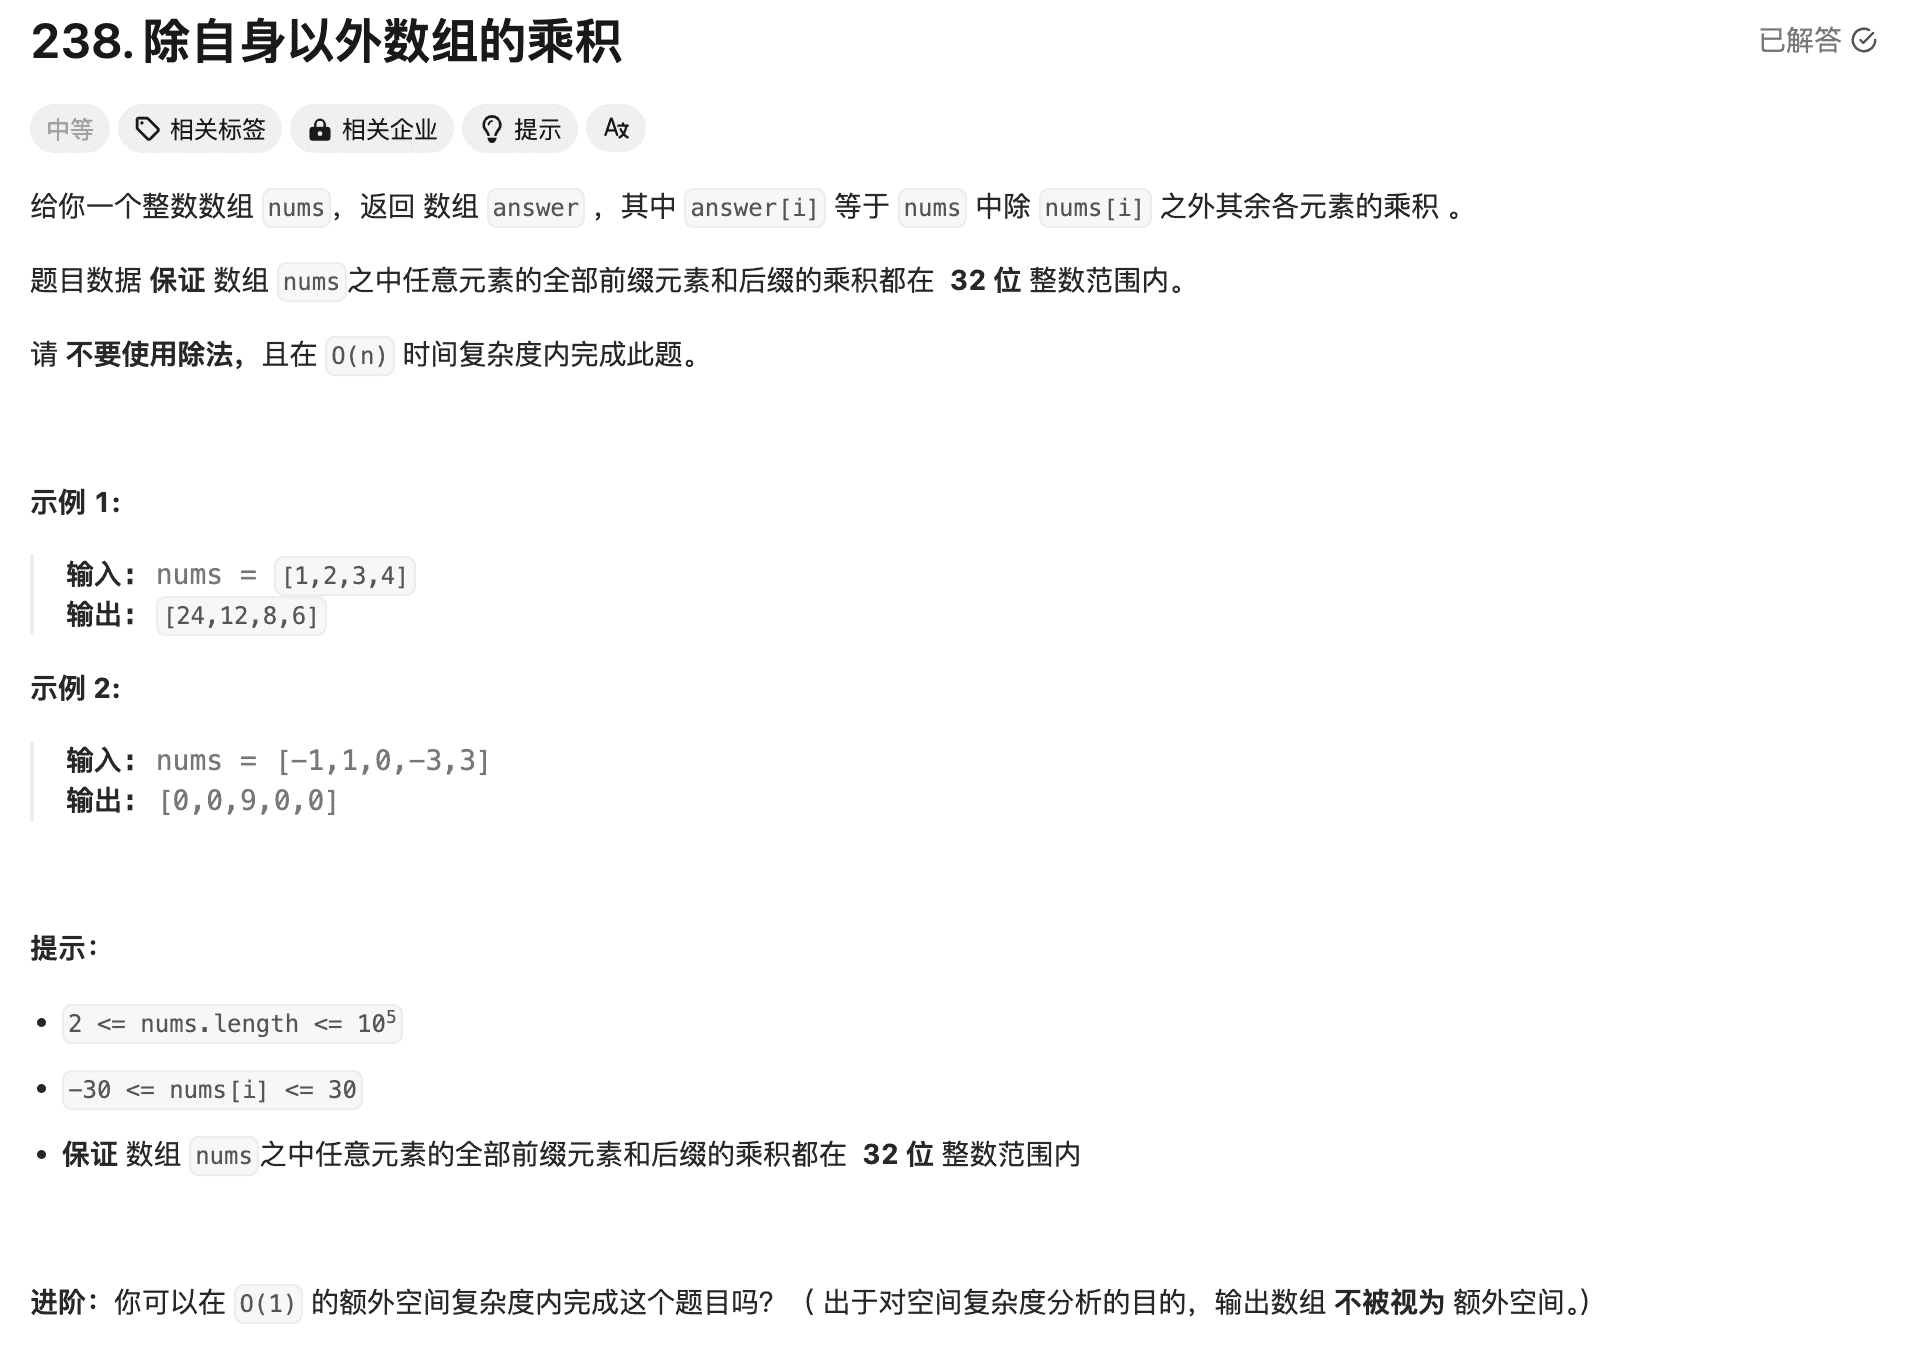 238. 除自身以外数组的乘积
已解答
中等 相关标签 相关企业 提示 Aあ
给你一个整数数组 nums，返回 数组 answer ，其中 answer[i] 等于 nums 中除 nums[i] 之外其余各元素的乘积 。
题目数据 保证 数组 nums之中任意元素的全部前缀元素和后缀的乘积都在 32 位 整数范围内。
请 不要使用除法，且在 O(n) 时间复杂度内完成此题。
示例 1:
输入: nums = [1,2,3,4]
输出: [24,12,8,6]
示例 2:
输入: nums = [-1,1,0,-3,3]
输出: [0,0,9,0,0]
提示：
2 <= nums.length <= 10⁵
-30 <= nums[i] <= 30
保证 数组 nums之中任意元素的全部前缀元素和后缀的乘积都在 32 位 整数范围内
进阶：你可以在 O(1) 的额外空间复杂度内完成这个题目吗？（ 出于对空间复杂度分析的目的，输出数组 不被视为 额外空间。）